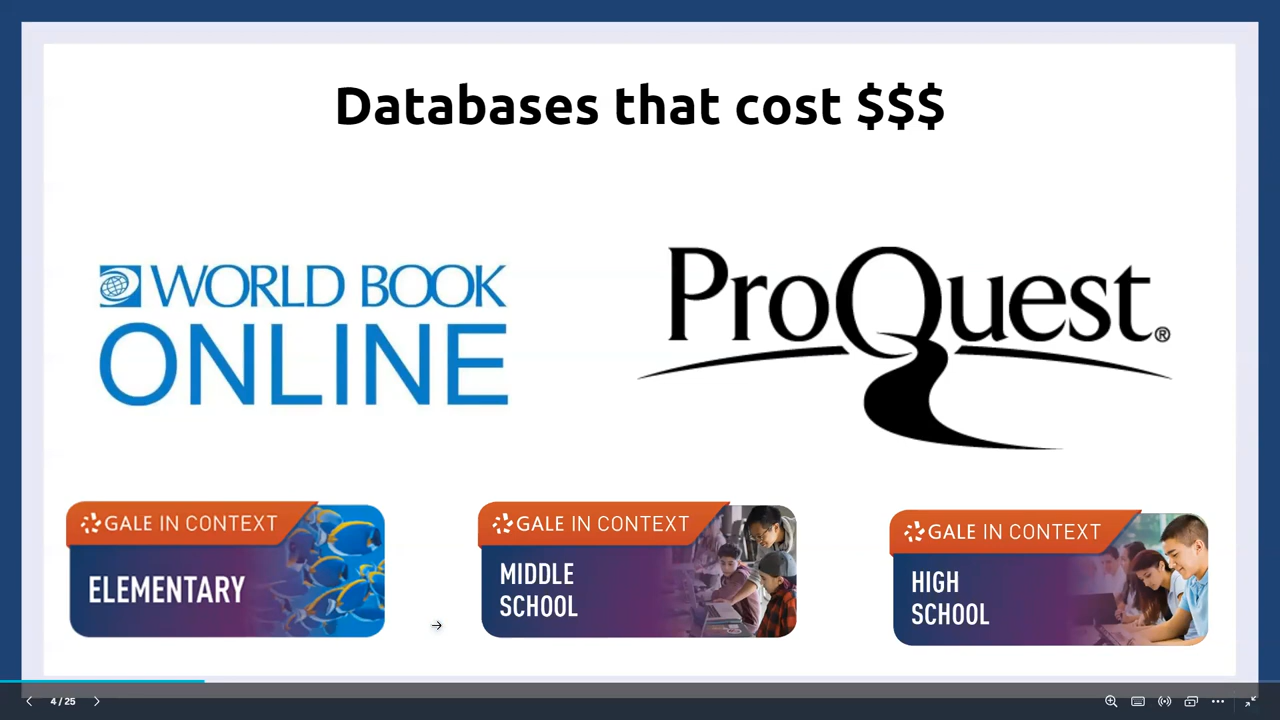 Databases that cost $$$
WORLD BOOK
ONLINE
ProQuest®
GALE IN CONTEXT
ELEMENTARY
GALE IN CONTEXT
MIDDLE
SCHOOL
GALE IN CONTEXT
HIGH
SCHOOL
4 / 25